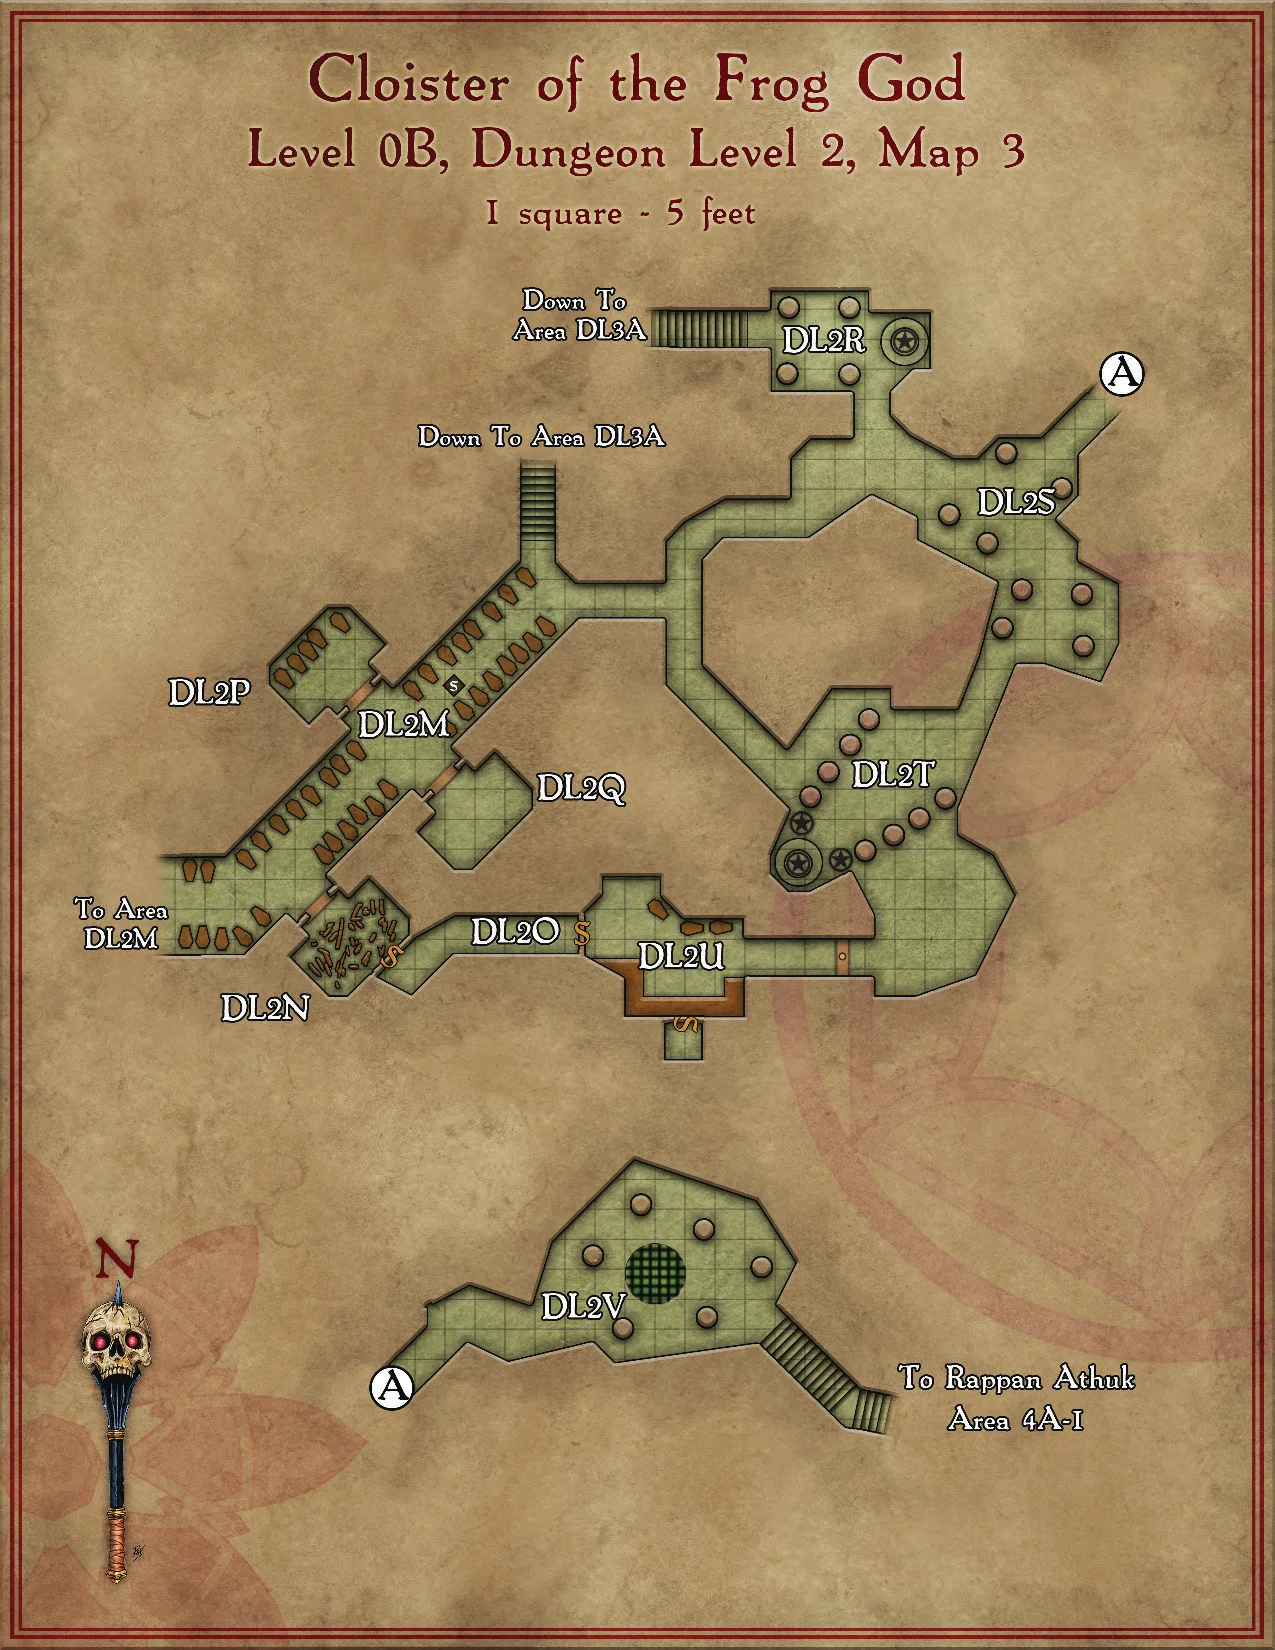 Cloister of the Frog God
Level 0B, Dungeon Level 2, Map 3
1 square - 5 feet
Down To
Area DL3A
DL2R
A
Down To Area DL3A
DL2S
S
DL2P
DL2M
DL2T
DL2Q
To Area
DL2M
DL2O
S
DL2U
S
DL2N
S
N
DL2V
A
To Rappan Athuk
Area 4A-1